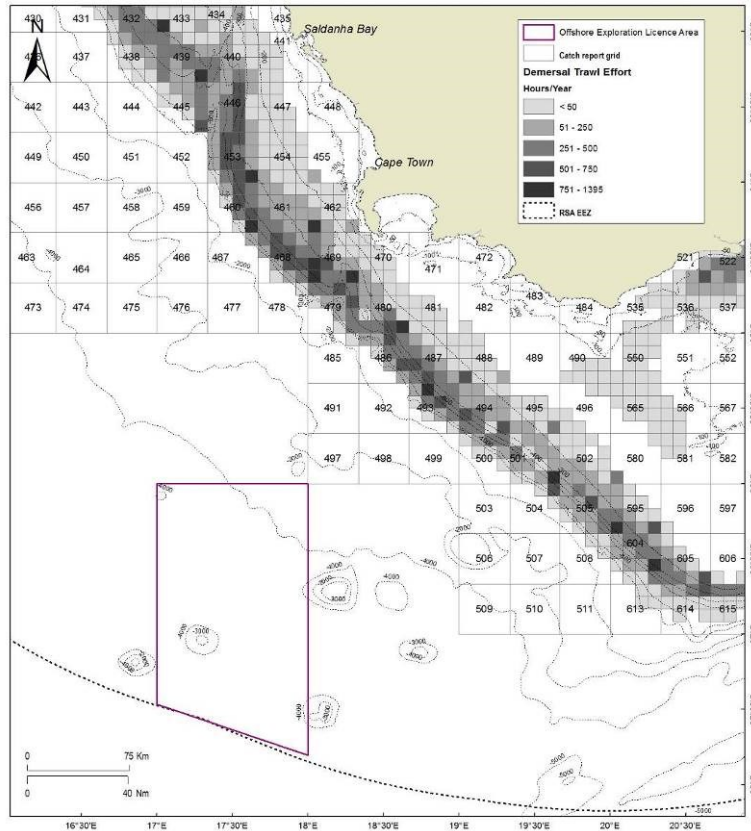 430 431 432 433 434 435
Saldanha Bay
441
N
436 437 438 439 440
442 443 444 445 446 447 448
449 450 451 452 453 454 455
Cape Town
456 457 458 459 460 461 462
463 464 465 466 467 468 469 470 471 472
473 474 475 476 477 478 479 480 481 482 483 484 535 536 537
521 522
485 486 487 488 489 490 550 551 552
491 492 493 494 495 496 565 566 567
497 498 499 500 501 502 580 581 582
503 504 505 595 596 597
506 507 508 604 605 606
509 510 511 613 614 615
Offshore Exploration Licence Area
Catch report grid
Demersal Trawl Effort
Hours/Year
< 50
51 - 250
251 - 500
501 - 750
751 - 1395
RSA EEZ
-3000
-4000
-2000
-5000
0 75 Km
0 40 Nm
16°30'E 17°E 17°30'E 18°E 18°30'E 19°E 19°30'E 20°E 20°30'E